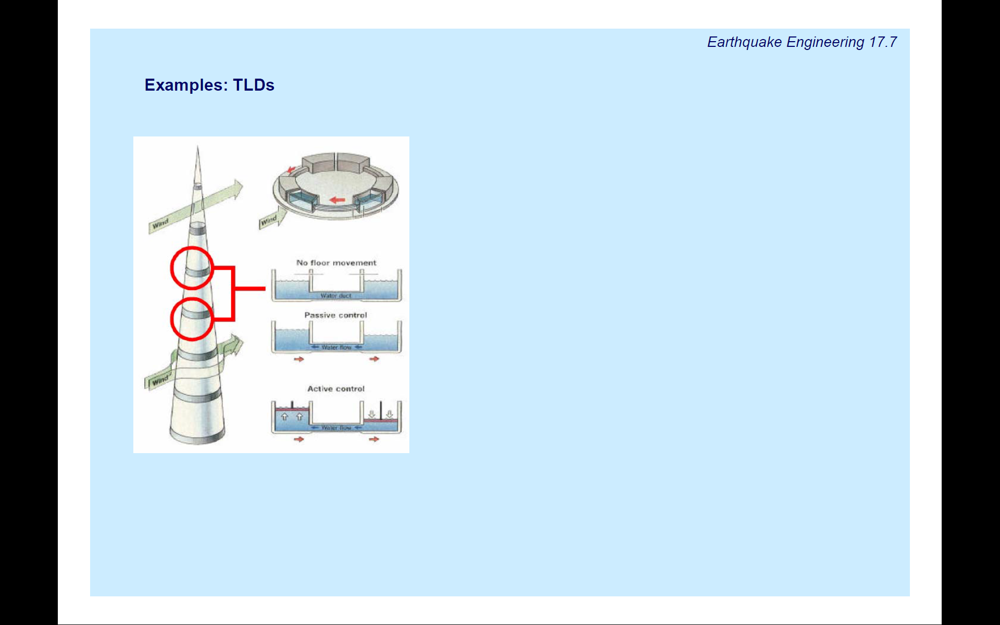 Earthquake Engineering 17.7
Examples: TLDs
Wind
Wind
No floor movement
Water duct
Passive control
Water flow
Wind
Active control
Water flow